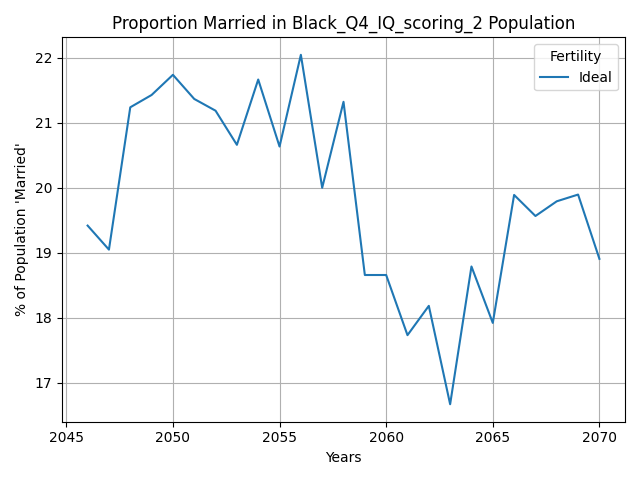 Proportion Married in Black_Q4_IQ_scoring_2 Population
Fertility
Ideal
% of Population 'Married'
22
21
20
19
18
17
2045 2050 2055 2060 2065 2070
Years